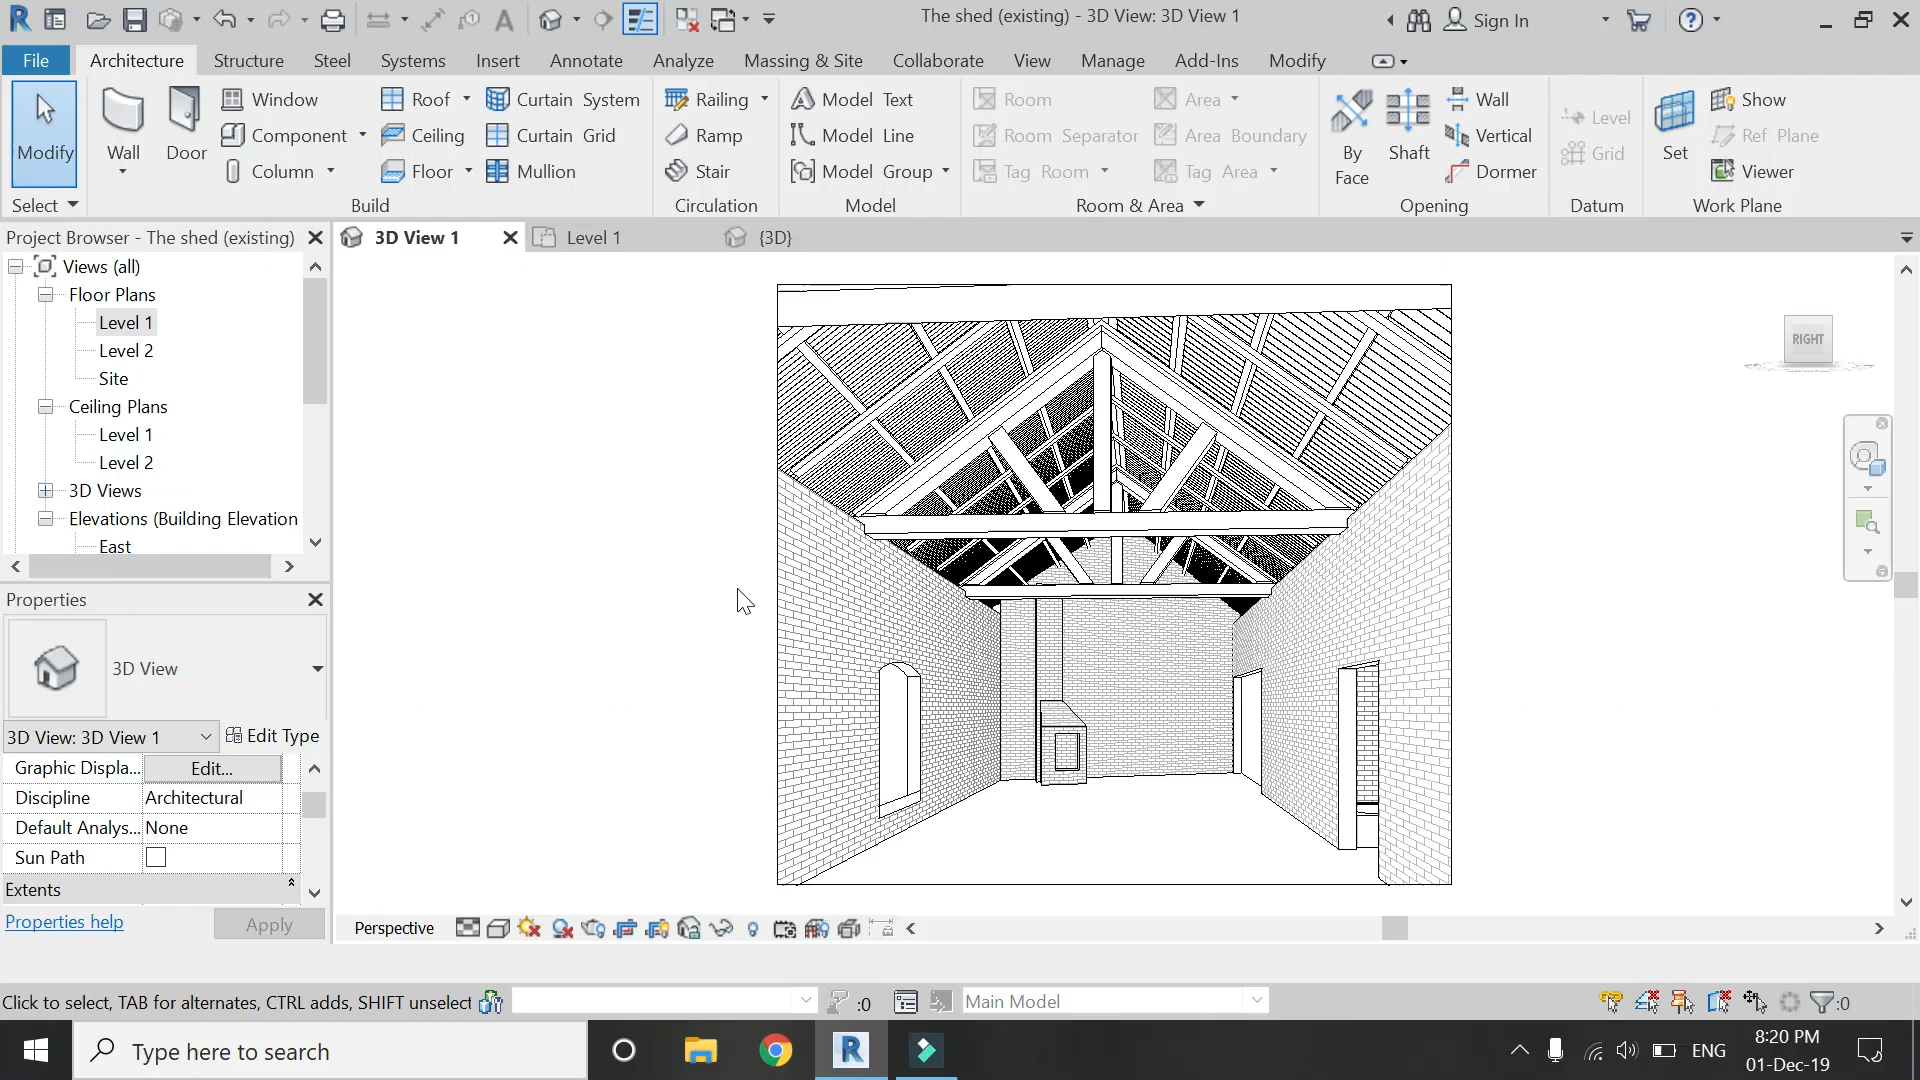 The shed (existing) - 3D View: 3D View 1
Sign In
File Architecture Structure Steel Systems Insert Annotate Analyze Massing & Site Collaborate View Manage Add-Ins Modify
Modify
Wall
Door
Window
Component
Column
Roof
Ceiling
Floor
Curtain System
Curtain Grid
Mullion
Railing
Ramp
Stair
Model Text
Model Line
Model Group
Room
Room Separator
Tag Room
Area
Area Boundary
Tag Area
By Face
Shaft
Wall
Vertical
Dormer
Level
Grid
Set
Show
Ref Plane
Viewer
Select Build Circulation Model Room & Area Opening Datum Work Plane
Project Browser - The shed (existing)
Views (all)
Floor Plans
Level 1
Level 2
Site
Ceiling Plans
Level 1
Level 2
3D Views
Elevations (Building Elevation
East
3D View 1 Level 1 {3D}
RIGHT
Properties
3D View
3D View: 3D View 1 Edit Type
Graphic Displa... Edit...
Discipline Architectural
Default Analys... None
Sun Path
Extents
Properties help Apply
Perspective
Click to select, TAB for alternates, CTRL adds, SHIFT unselect
:0
Main Model
:0
Type here to search
ENG
8:20 PM
01-Dec-19